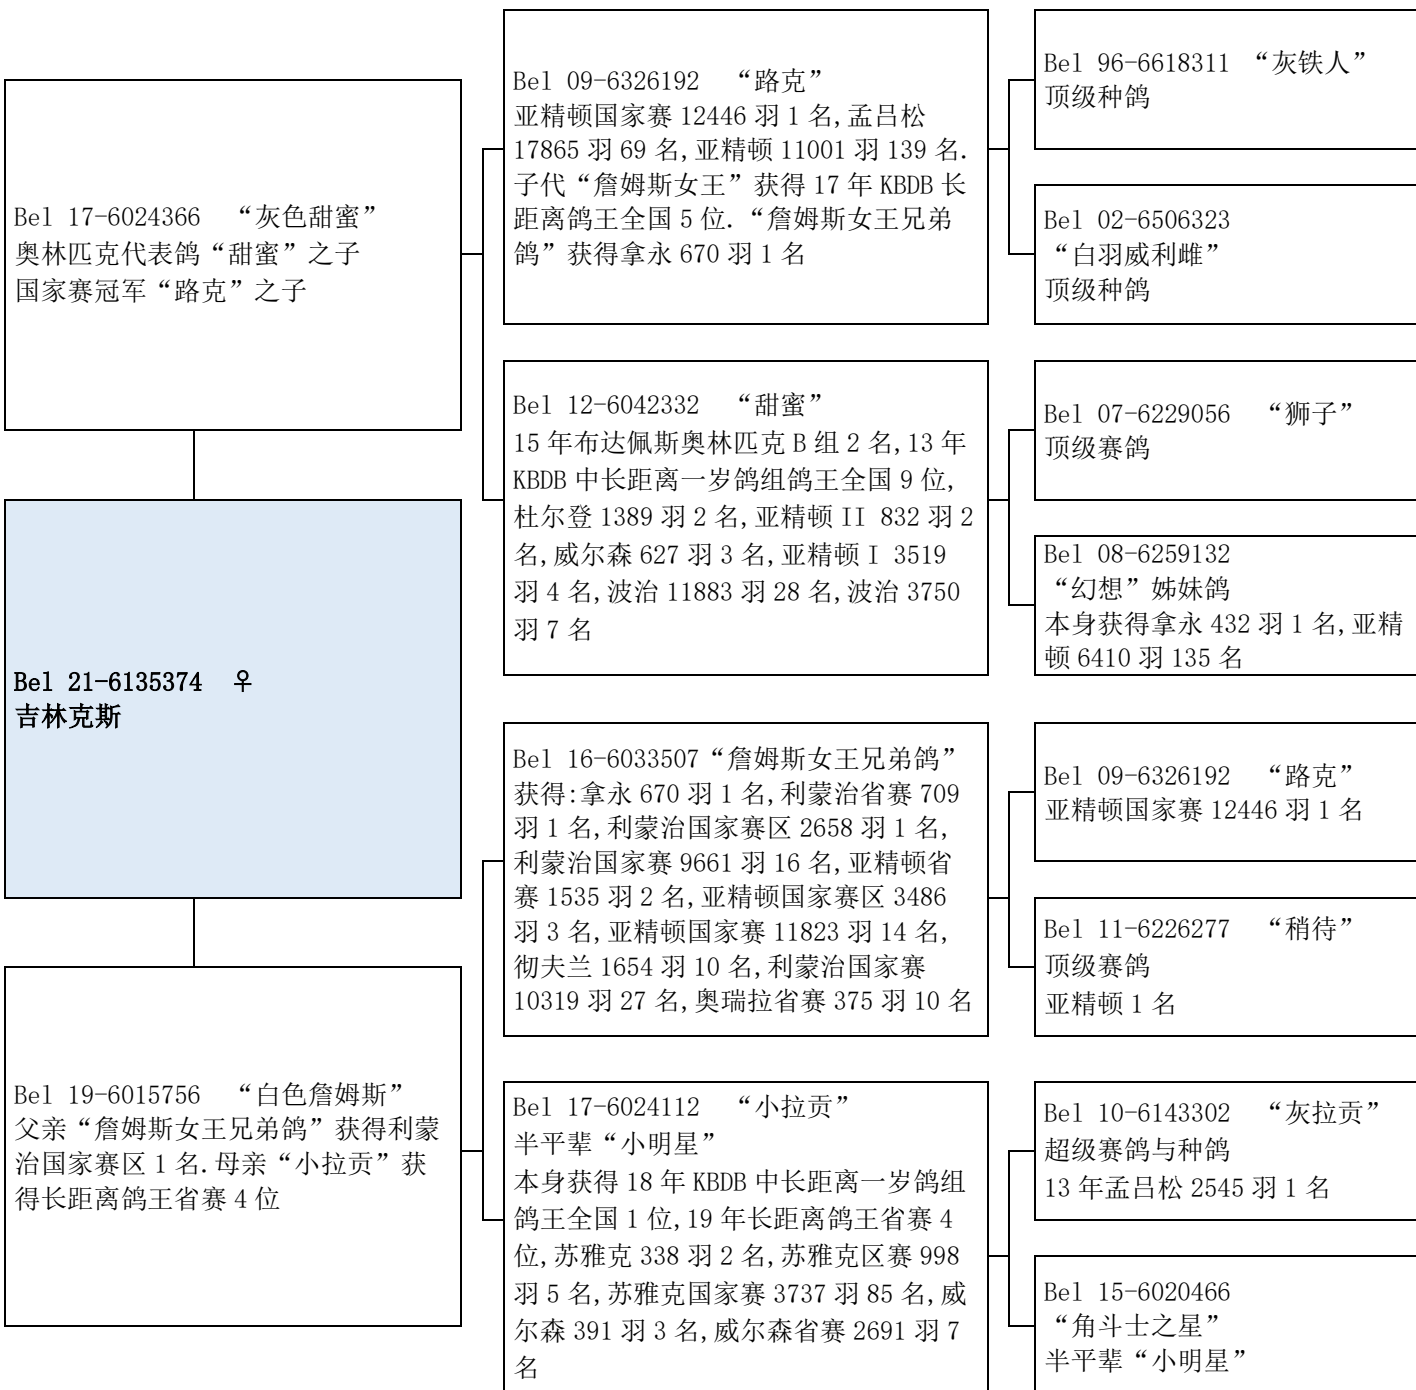 Bel 17-6024366 “灰色甜蜜”
奥林匹克代表鸽“甜蜜”之子
国家赛冠军“路克”之子
Bel 21-6135374 ♀
吉林克斯
Bel 19-6015756 “白色詹姆斯”
父亲“詹姆斯女王兄弟鸽”获得利蒙
治国家赛区 1 名.母亲“小拉贡”获
得长距离鸽王省赛 4 位
Bel 09-6326192 “路克”
亚精顿国家赛 12446 羽 1 名,孟吕松
17865 羽 69 名,亚精顿 11001 羽 139 名.
子代“詹姆斯女王”获得 17 年 KBDB 长
距离鸽王全国 5 位.“詹姆斯女王兄弟
鸽”获得拿永 670 羽 1 名
Bel 12-6042332 “甜蜜”
15 年布达佩斯奥林匹克 B 组 2 名,13 年
KBDB 中长距离一岁鸽组鸽王全国 9 位,
杜尔登 1389 羽 2 名,亚精顿 II 832 羽 2
名,威尔森 627 羽 3 名,亚精顿 I 3519
羽 4 名,波治 11883 羽 28 名,波治 3750
羽 7 名
Bel 16-6033507“詹姆斯女王兄弟鸽”
获得:拿永 670 羽 1 名,利蒙治省赛 709
羽 1 名,利蒙治国家赛区 2658 羽 1 名,
利蒙治国家赛 9661 羽 16 名,亚精顿省
赛 1535 羽 2 名,亚精顿国家赛区 3486
羽 3 名,亚精顿国家赛 11823 羽 14 名,
彻夫兰 1654 羽 10 名,利蒙治国家赛
10319 羽 27 名,奥瑞拉省赛 375 羽 10 名
Bel 17-6024112 “小拉贡”
半平辈“小明星”
本身获得 18 年 KBDB 中长距离一岁鸽组
鸽王全国 1 位,19 年长距离鸽王省赛 4
位,苏雅克 338 羽 2 名,苏雅克区赛 998
羽 5 名,苏雅克国家赛 3737 羽 85 名,威
尔森 391 羽 3 名,威尔森省赛 2691 羽 7
名
Bel 96-6618311 “灰铁人”
顶级种鸽
Bel 02-6506323
“白羽威利雌”
顶级种鸽
Bel 07-6229056 “狮子”
顶级赛鸽
Bel 08-6259132
“幻想”姊妹鸽
本身获得拿永 432 羽 1 名,亚精
顿 6410 羽 135 名
Bel 09-6326192 “路克”
亚精顿国家赛 12446 羽 1 名
Bel 11-6226277 “稍待”
顶级赛鸽
亚精顿 1 名
Bel 10-6143302 “灰拉贡”
超级赛鸽与种鸽
13 年孟吕松 2545 羽 1 名
Bel 15-6020466
“角斗士之星”
半平辈“小明星”